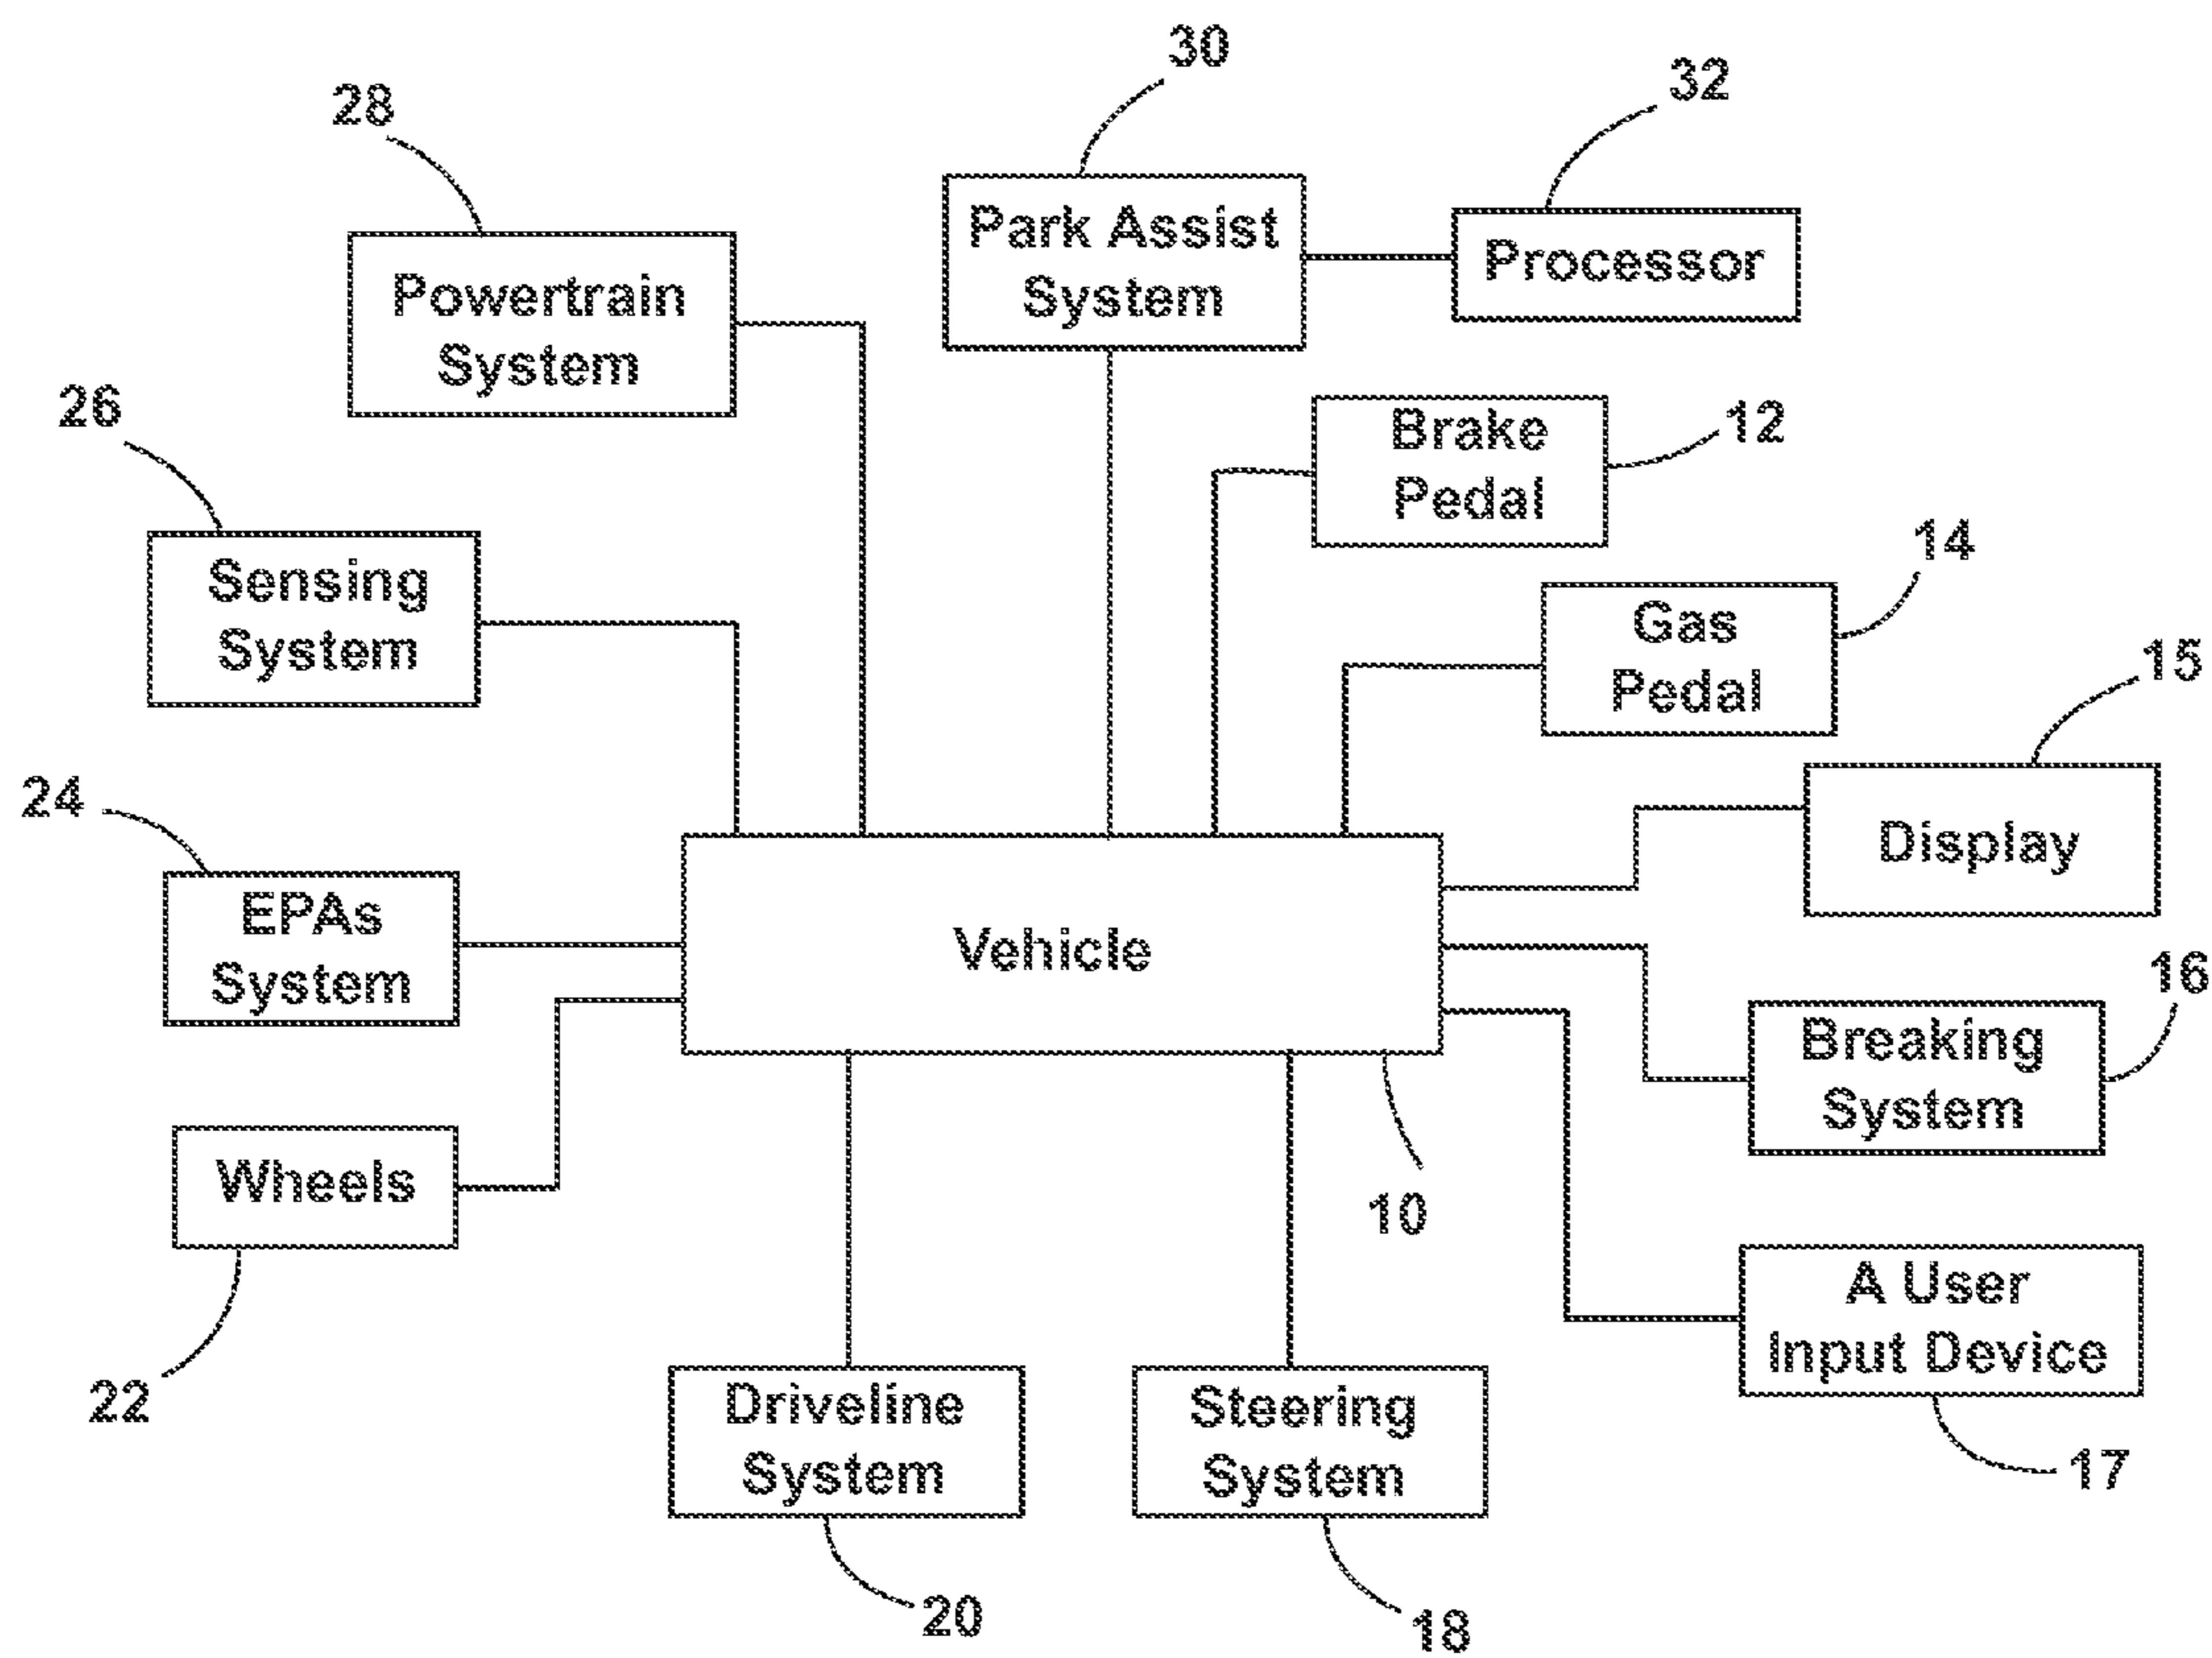 30
32
28
Park Assist
System
Processor
Powertrain
System
26
Brake
Pedal
12
14
Sensing
System
Gas
Pedal
15
24
Display
EPAs
System
Vehicle
16
Breaking
System
Wheels
10
A User
Input Device
22
Driveline
System
Steering
System
17
20
18